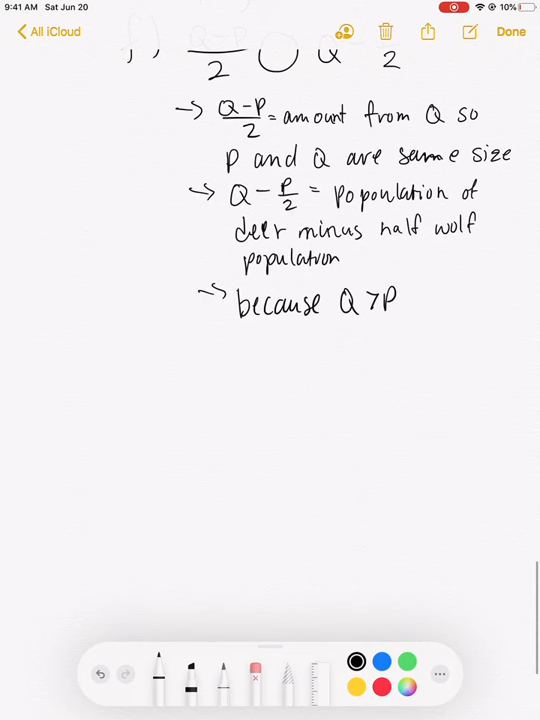 9:41 AM Sat Jun 20
10%
All iCloud
Done
Q-P/2
2
→ Q-P/2 = amount from Q so
P and Q are same size
→ Q - P/2 = popoulation of
deer minus half wolf
population
→ because Q > P